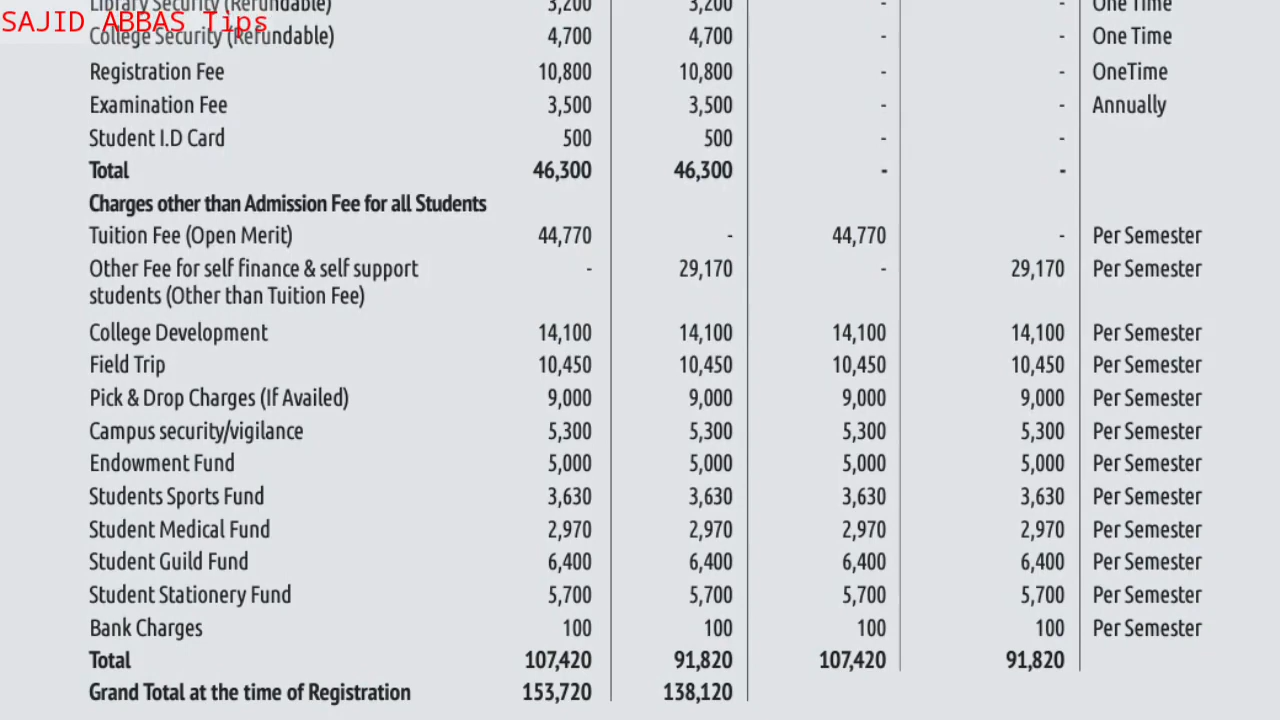 Library Security (Refundable) 3,200 3,200 - - One Time
SAJID ABBAS Tips
College Security (Refundable) 4,700 4,700 - - One Time
Registration Fee 10,800 10,800 - - OneTime
Examination Fee 3,500 3,500 - - Annually
Student I.D Card 500 500 - -
Total 46,300 46,300 - -
Charges other than Admission Fee for all Students
Tuition Fee (Open Merit) 44,770 - 44,770 - Per Semester
Other Fee for self finance & self support - 29,170 - 29,170 Per Semester
students (Other than Tuition Fee)
College Development 14,100 14,100 14,100 14,100 Per Semester
Field Trip 10,450 10,450 10,450 10,450 Per Semester
Pick & Drop Charges (If Availed) 9,000 9,000 9,000 9,000 Per Semester
Campus security/vigilance 5,300 5,300 5,300 5,300 Per Semester
Endowment Fund 5,000 5,000 5,000 5,000 Per Semester
Students Sports Fund 3,630 3,630 3,630 3,630 Per Semester
Student Medical Fund 2,970 2,970 2,970 2,970 Per Semester
Student Guild Fund 6,400 6,400 6,400 6,400 Per Semester
Student Stationery Fund 5,700 5,700 5,700 5,700 Per Semester
Bank Charges 100 100 100 100 Per Semester
Total 107,420 91,820 107,420 91,820
Grand Total at the time of Registration 153,720 138,120